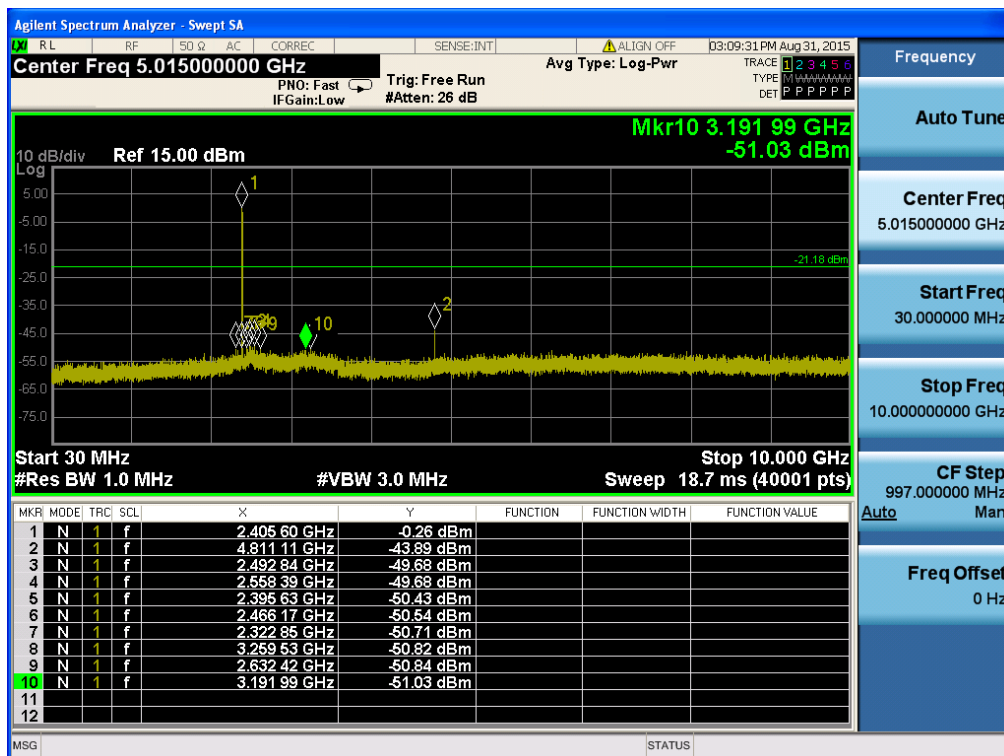 Agilent Spectrum Analyzer - Swept SA
LXI RL RF 50 Ω AC CORREC SENSE:INT ALIGN OFF 03:09:31 PM Aug 31, 2015
Center Freq 5.015000000 GHz
PNO: Fast
IFGain:Low
Trig: Free Run
#Atten: 26 dB
Avg Type: Log-Pwr
TRACE 1 2 3 4 5 6
TYPE M
DET P P P P P P
Mkr10 3.191 99 GHz
-51.03 dBm
10 dB/div Ref 15.00 dBm
Log
1
5.00
-5.00
-15.0
-21.18 dBm
-25.0
-35.0
2
9
10
-45.0
-55.0
-65.0
-75.0
Start 30 MHz Stop 10.000 GHz
#Res BW 1.0 MHz #VBW 3.0 MHz Sweep 18.7 ms (40001 pts)
MKR MODE TRC SCL X Y FUNCTION FUNCTION WIDTH FUNCTION VALUE
1 N 1 f 2.405 60 GHz -0.26 dBm
2 N 1 f 4.811 11 GHz -43.89 dBm
3 N 1 f 2.492 84 GHz -49.68 dBm
4 N 1 f 2.558 39 GHz -49.68 dBm
5 N 1 f 2.395 63 GHz -50.43 dBm
6 N 1 f 2.466 17 GHz -50.54 dBm
7 N 1 f 2.322 85 GHz -50.71 dBm
8 N 1 f 3.259 53 GHz -50.82 dBm
9 N 1 f 2.632 42 GHz -50.84 dBm
10 N 1 f 3.191 99 GHz -51.03 dBm
11
12
MSG STATUS
Frequency
Auto Tune
Center Freq
5.015000000 GHz
Start Freq
30.000000 MHz
Stop Freq
10.000000000 GHz
CF Step
997.000000 MHz
Auto Man
Freq Offset
0 Hz